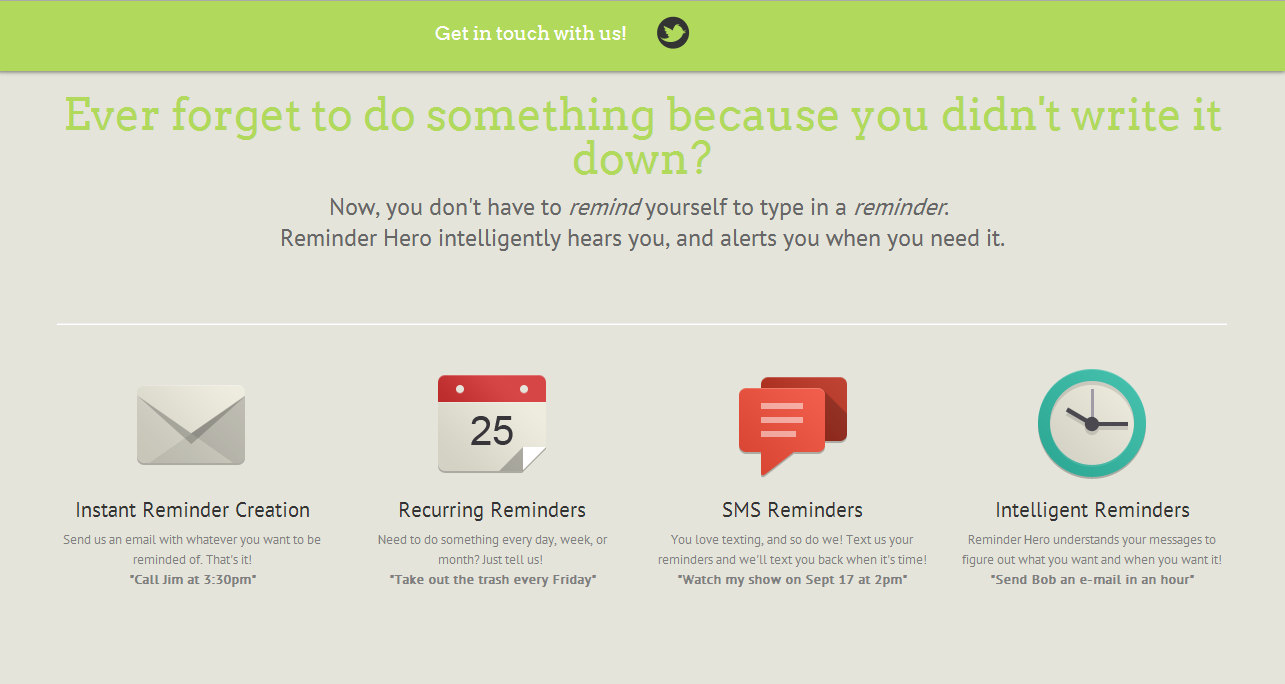 Get in touch with us!
Ever forget to do something because you didn't write it
down?
Now, you don't have to remind yourself to type in a reminder.
Reminder Hero intelligently hears you, and alerts you when you need it.
25
Instant Reminder Creation
Send us an email with whatever you want to be
reminded of. That's it!
"Call Jim at 3:30pm"
Recurring Reminders
Need to do something every day, week, or
month? Just tell us!
"Take out the trash every Friday"
SMS Reminders
You love texting, and so do we! Text us your
reminders and we'll text you back when it's time!
"Watch my show on Sept 17 at 2pm"
Intelligent Reminders
Reminder Hero understands your messages to
figure out what you want and when you want it!
"Send Bob an e-mail in an hour"